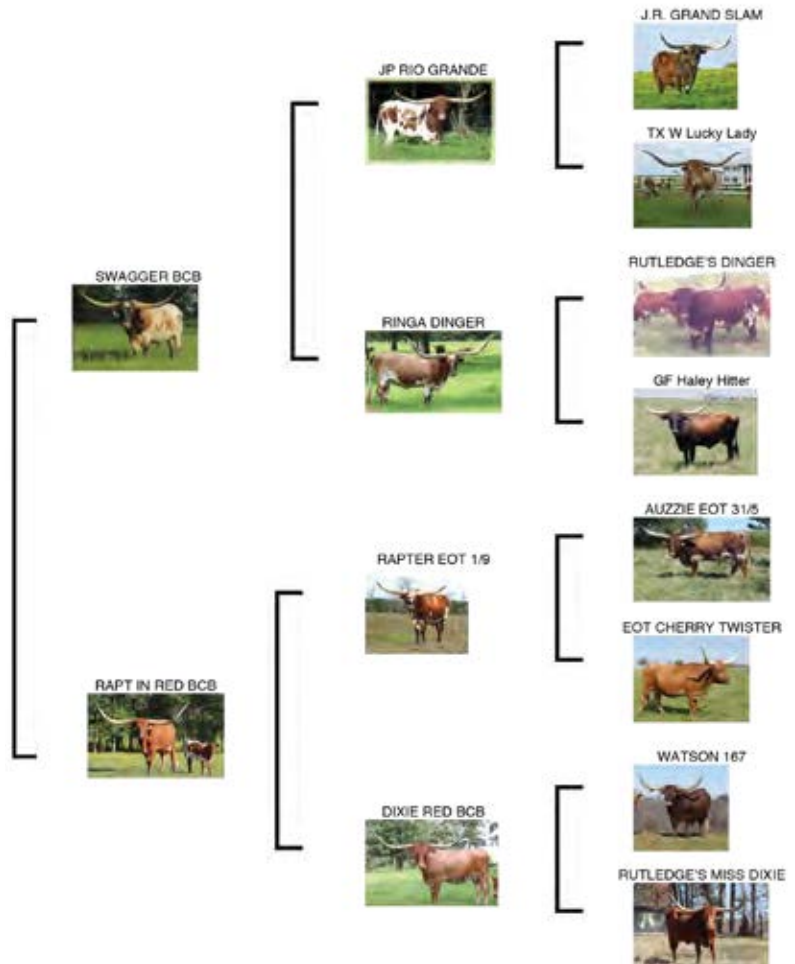 J.R. GRAND SLAM
JP RIO GRANDE
TX W Lucky Lady
SWAGGER BCB
RUTLEDGE'S DINGER
RINGA DINGER
GF Haley Hitter
AUZZIE EOT 31/5
RAPTER EOT 1/9
EOT CHERRY TWISTER
RAPT IN RED BCB
WATSON 167
DIXIE RED BCB
RUTLEDGE'S MISS DIXIE